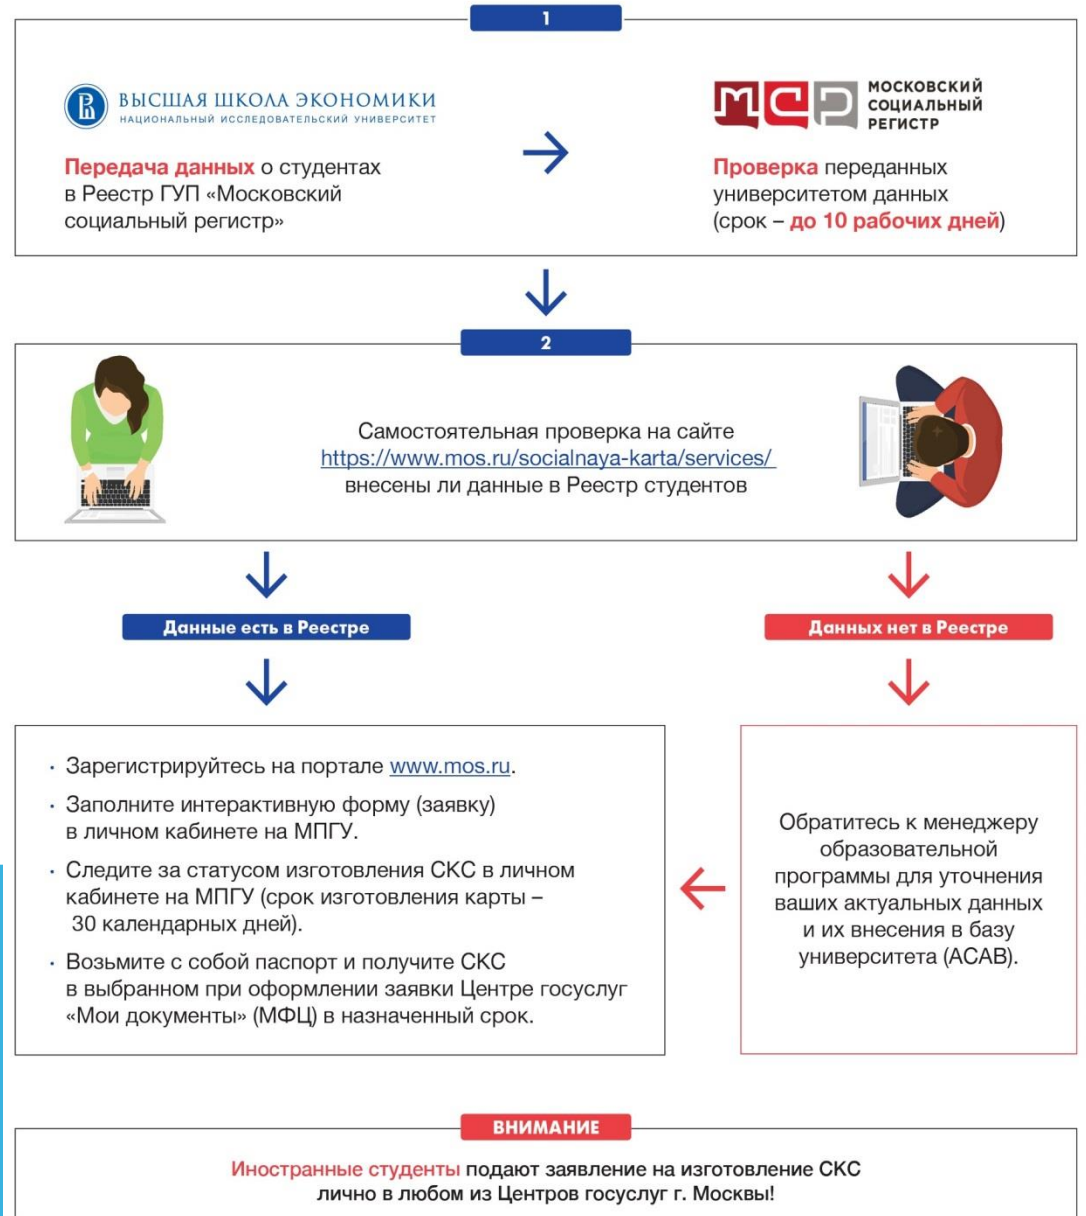 1
ВЫСШАЯ ШКОЛА ЭКОНОМИКИ
НАЦИОНАЛЬНЫЙ ИССЛЕДОВАТЕЛЬСКИЙ УНИВЕРСИТЕТ
Передача данных о студентах
в Реестр ГУП «Московский
социальный регистр»
МСР
МОСКОВСКИЙ
СОЦИАЛЬНЫЙ
РЕГИСТР
Проверка переданных
университетом данных
(срок – до 10 рабочих дней)
2
Самостоятельная проверка на сайте
https://www.mos.ru/socialnaya-karta/services/
внесены ли данные в Реестр студентов
Данные есть в Реестре
Данных нет в Реестре
· Зарегистрируйтесь на портале www.mos.ru.
· Заполните интерактивную форму (заявку)
в личном кабинете на МПГУ.
· Следите за статусом изготовления СКС в личном
кабинете на МПГУ (срок изготовления карты –
30 календарных дней).
· Возьмите с собой паспорт и получите СКС
в выбранном при оформлении заявки Центре госуслуг
«Мои документы» (МФЦ) в назначенный срок.
Обратитесь к менеджеру
образовательной
программы для уточнения
ваших актуальных данных
и их внесения в базу
университета (АСАВ).
ВНИМАНИЕ
Иностранные студенты подают заявление на изготовление СКС
лично в любом из Центров госуслуг г. Москвы!